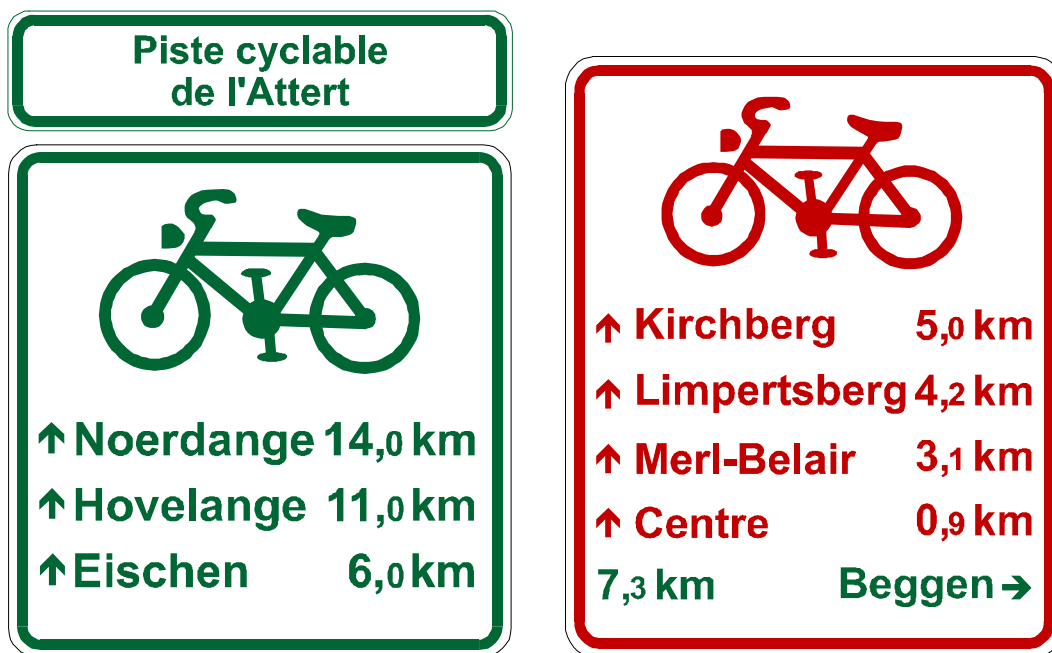 Piste cyclable
de l'Attert
↑ Noerdange 14,0 km
↑ Hovelange 11,0 km
↑ Eischen 6,0 km
↑ Kirchberg 5,0 km
↑ Limpertsberg 4,2 km
↑ Merl-Belair 3,1 km
↑ Centre 0,9 km
7,3 km Beggen →